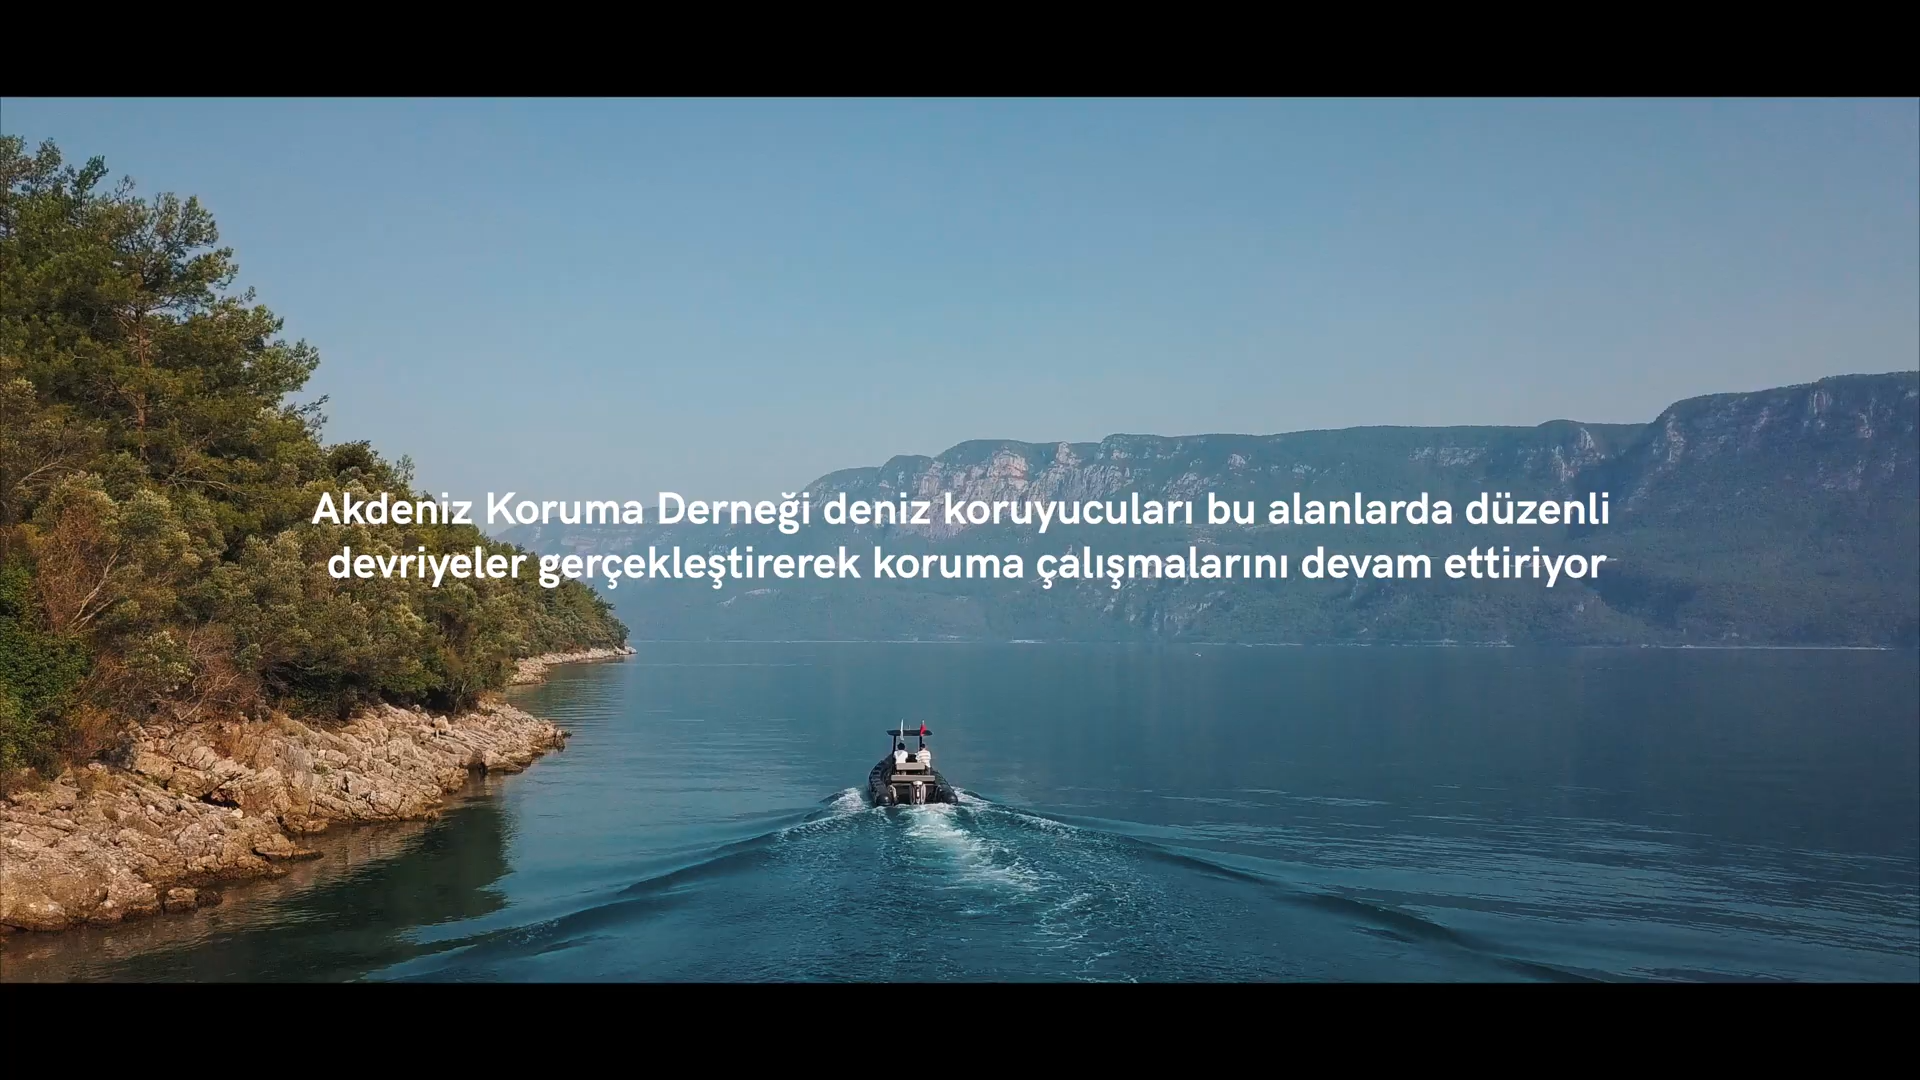 Akdeniz Koruma Derneği deniz koruyucuları bu alanlarda düzenli
devriyeler gerçekleştirerek koruma çalışmalarını devam ettiriyor